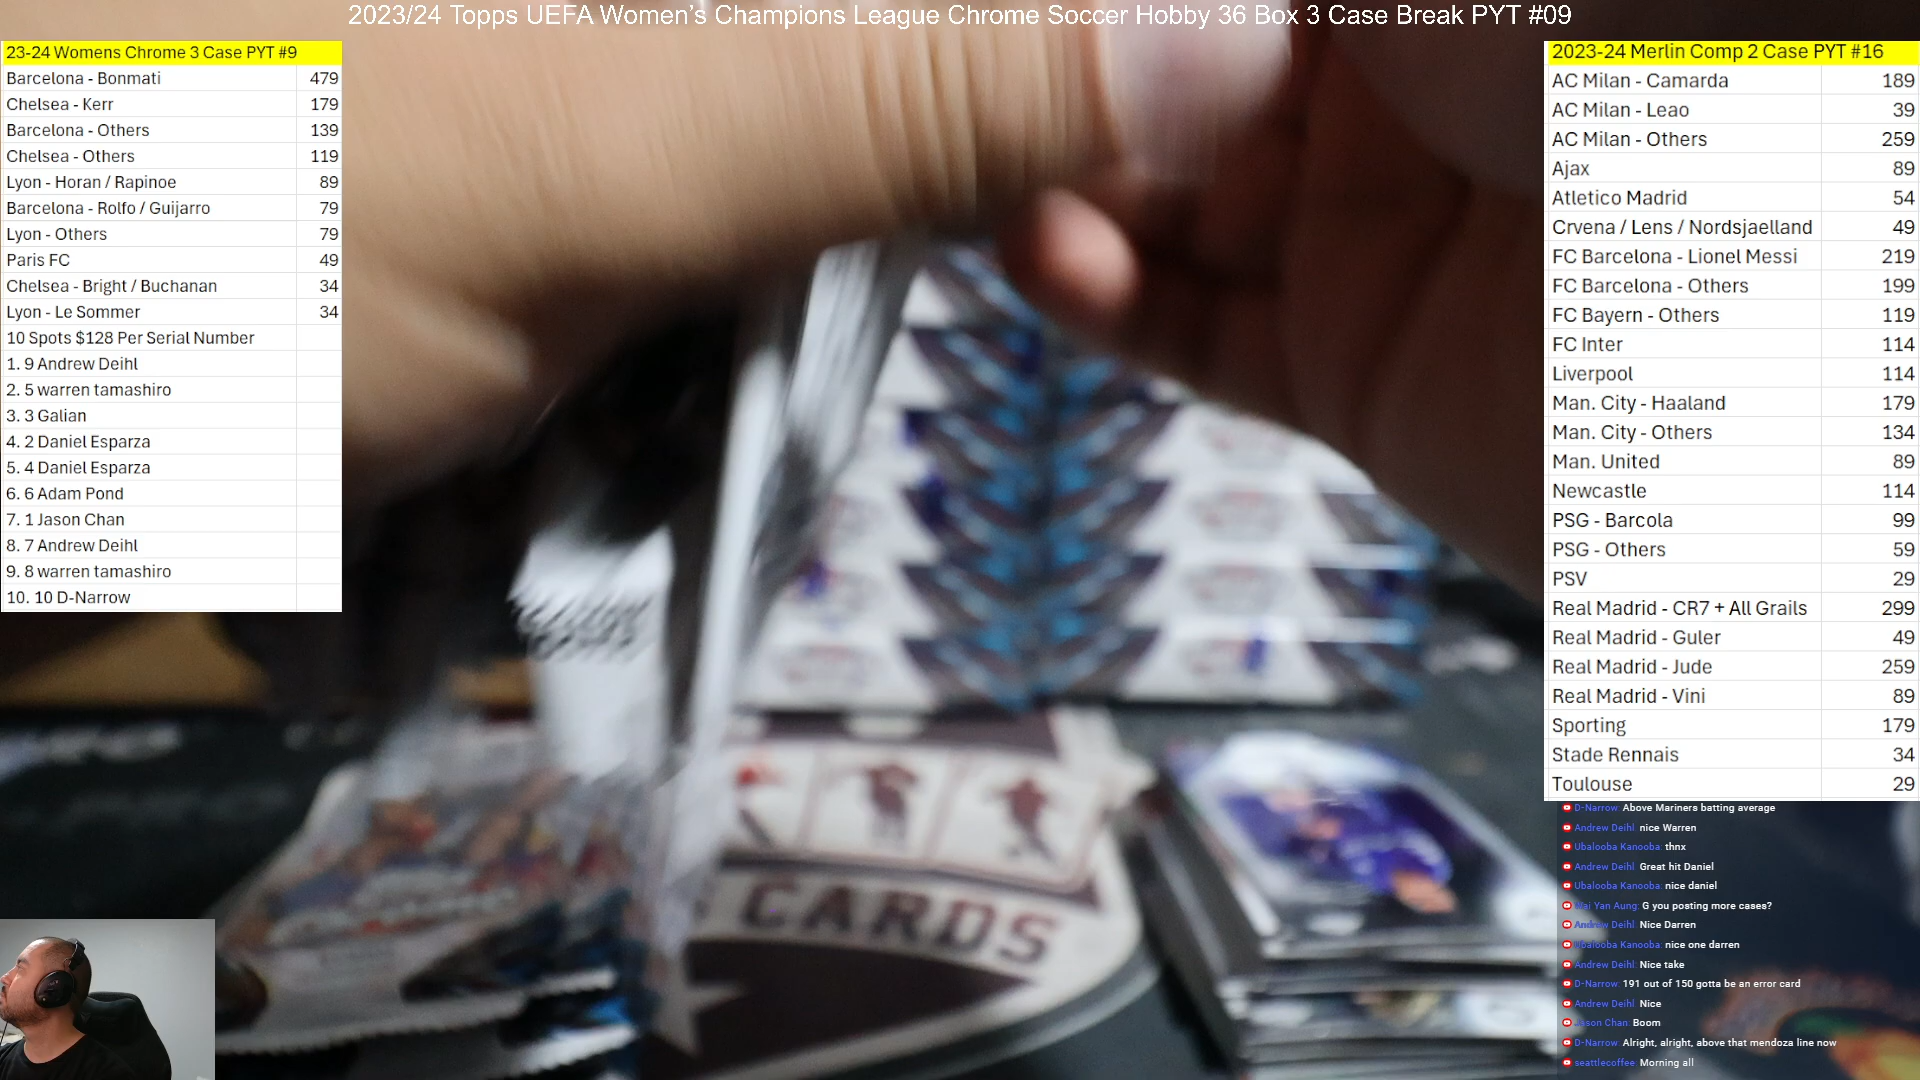 2023/24 Topps UEFA Women's Champions League Chrome Soccer Hobby 36 Box 3 Case Break PYT #09
23-24 Womens Chrome 3 Case PYT #9
Barcelona - Bonmati 479
Chelsea - Kerr 179
Barcelona - Others 139
Chelsea - Others 119
Lyon - Horan / Rapinoe 89
Barcelona - Rolfo / Guijarro 79
Lyon - Others 79
Paris FC 49
Chelsea - Bright / Buchanan 34
Lyon - Le Sommer 34
10 Spots $128 Per Serial Number
1. 9 Andrew Deihl
2. 5 warren tamashiro
3. 3 Galian
4. 2 Daniel Esparza
5. 4 Daniel Esparza
6. 6 Adam Pond
7. 1 Jason Chan
8. 7 Andrew Deihl
9. 8 warren tamashiro
10. 10 D-Narrow
2023-24 Merlin Comp 2 Case PYT #16
AC Milan - Camarda 189
AC Milan - Leao 39
AC Milan - Others 259
Ajax 89
Atletico Madrid 54
Crvena / Lens / Nordsjaelland 49
FC Barcelona - Lionel Messi 219
FC Barcelona - Others 199
FC Bayern - Others 119
FC Inter 114
Liverpool 114
Man. City - Haaland 179
Man. City - Others 134
Man. United 89
Newcastle 114
PSG - Barcola 99
PSG - Others 59
PSV 29
Real Madrid - CR7 + All Grails 299
Real Madrid - Guler 49
Real Madrid - Jude 259
Real Madrid - Vini 89
Sporting 179
Stade Rennais 34
Toulouse 29
CARDS
D-Narrow: Above Mariners batting average
Andrew Deihl: nice Warren
Ubalooba Kanooba: thnx
Andrew Deihl: Great hit Daniel
Ubalooba Kanooba: nice daniel
Wai Yan Aung: G you posting more cases?
Andrew Deihl: Nice Darren
Ubalooba Kanooba: nice one darren
Andrew Deihl: Nice take
D-Narrow: 191 out of 150 gotta be an error card
Andrew Deihl: Nice
Jason Chan: Boom
D-Narrow: Alright, alright, above that mendoza line now
seattlecoffee: Morning all